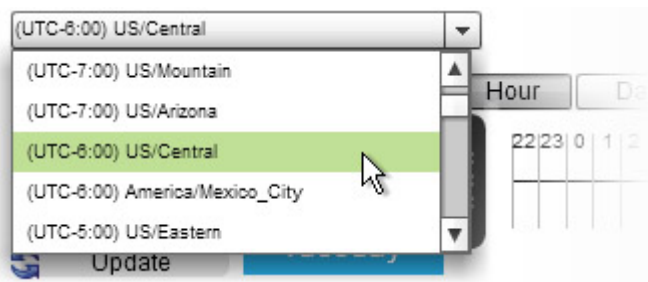 (UTC-6:00) US/Central
(UTC-7:00) US/Mountain
(UTC-7:00) US/Arizona
(UTC-6:00) US/Central
(UTC-6:00) America/Mexico_City
(UTC-5:00) US/Eastern
Hour
22 23 0 1 2
Update